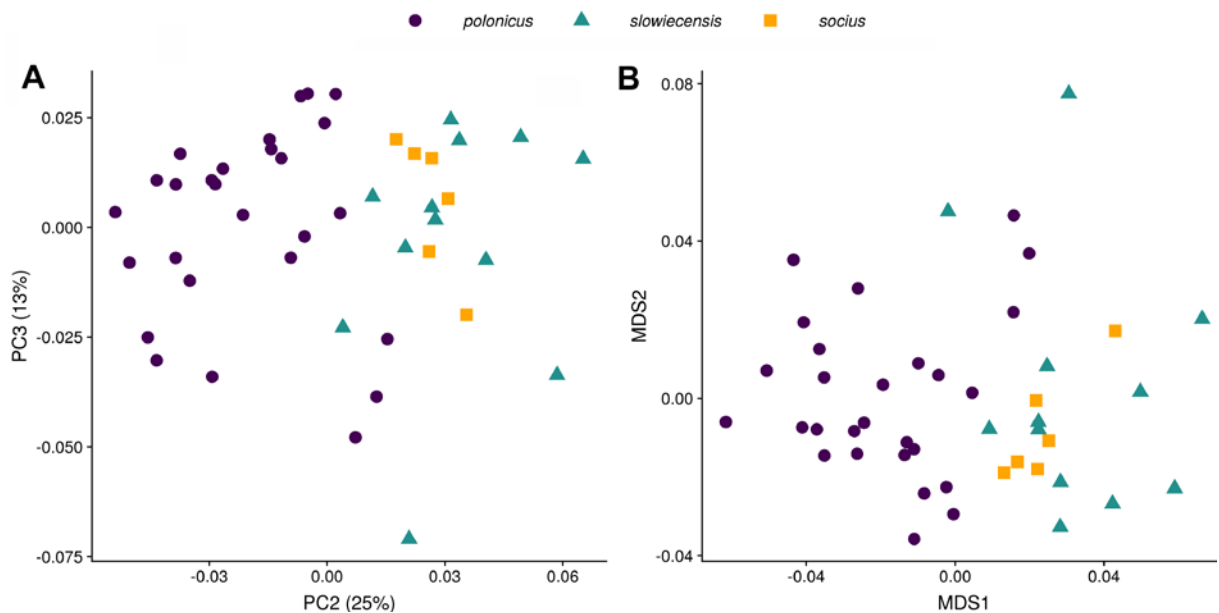 polonicus slowiecensis socius
A B
0.025
0.000
-0.025
-0.050
-0.075
PC3 (13%)
-0.03 0.00 0.03 0.06
PC2 (25%)
0.08
0.04
0.00
-0.04
MDS2
-0.04 0.00 0.04
MDS1